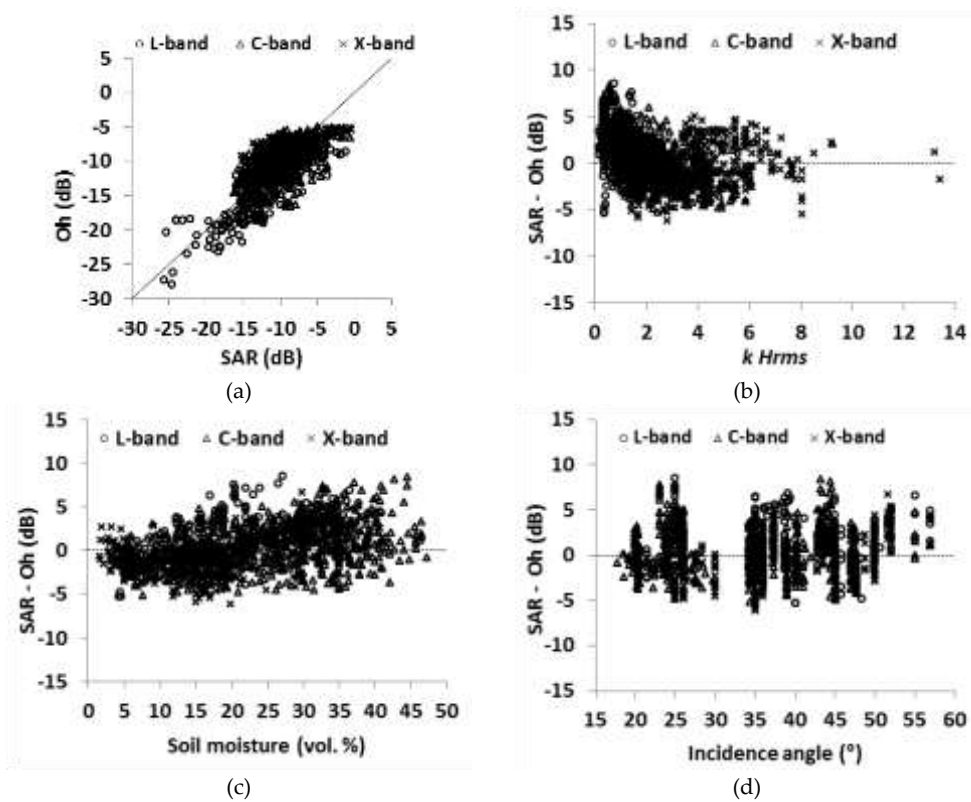 ○ L-band △ C-band × X-band
5
0
-5
-10
-15
-20
-25
-30
Oh (dB)
-30 -25 -20 -15 -10 -5 0 5
SAR (dB)
(a)
○ L-band △ C-band × X-band
15
10
5
0
-5
-10
-15
SAR - Oh (dB)
0 2 4 6 8 10 12 14
k Hrms
(b)
○ L-band △ C-band × X-band
15
10
5
0
-5
-10
-15
SAR - Oh (dB)
0 5 10 15 20 25 30 35 40 45 50
Soil moisture (vol. %)
(c)
○ L-band △ C-band × X-band
15
10
5
0
-5
-10
-15
SAR - Oh (dB)
15 20 25 30 35 40 45 50 55 60
Incidence angle (°)
(d)